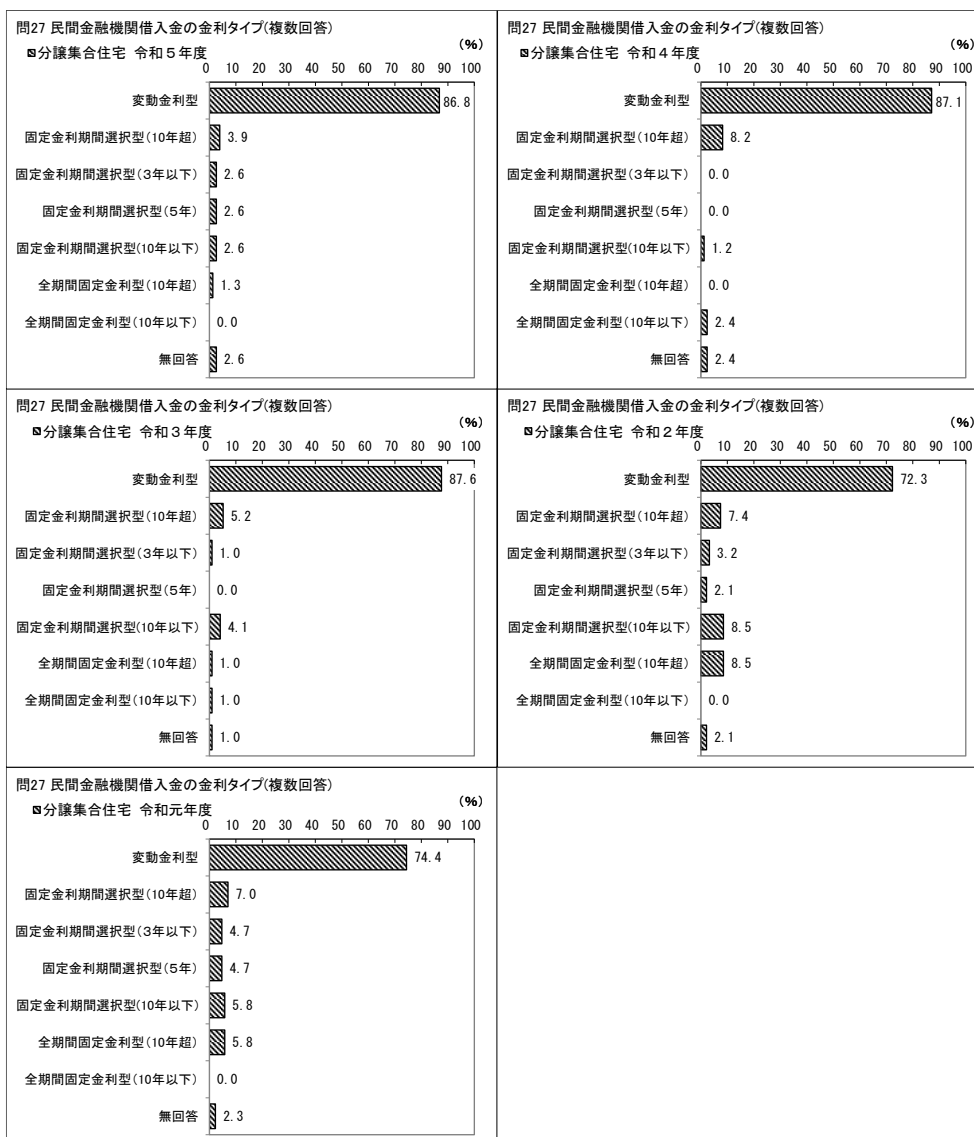 問27 民間金融機関借入金の金利タイプ(複数回答)
分譲集合住宅 令和5年度
(%)
0 10 20 30 40 50 60 70 80 90 100
変動金利型 86.8
固定金利期間選択型(10年超) 3.9
固定金利期間選択型(3年以下) 2.6
固定金利期間選択型(5年) 2.6
固定金利期間選択型(10年以下) 2.6
全期間固定金利型(10年超) 1.3
全期間固定金利型(10年以下) 0.0
無回答 2.6
問27 民間金融機関借入金の金利タイプ(複数回答)
分譲集合住宅 令和4年度
(%)
0 10 20 30 40 50 60 70 80 90 100
変動金利型 87.1
固定金利期間選択型(10年超) 8.2
固定金利期間選択型(3年以下) 0.0
固定金利期間選択型(5年) 0.0
固定金利期間選択型(10年以下) 1.2
全期間固定金利型(10年超) 0.0
全期間固定金利型(10年以下) 2.4
無回答 2.4
問27 民間金融機関借入金の金利タイプ(複数回答)
分譲集合住宅 令和3年度
(%)
0 10 20 30 40 50 60 70 80 90 100
変動金利型 87.6
固定金利期間選択型(10年超) 5.2
固定金利期間選択型(3年以下) 1.0
固定金利期間選択型(5年) 0.0
固定金利期間選択型(10年以下) 4.1
全期間固定金利型(10年超) 1.0
全期間固定金利型(10年以下) 1.0
無回答 1.0
問27 民間金融機関借入金の金利タイプ(複数回答)
分譲集合住宅 令和2年度
(%)
0 10 20 30 40 50 60 70 80 90 100
変動金利型 72.3
固定金利期間選択型(10年超) 7.4
固定金利期間選択型(3年以下) 3.2
固定金利期間選択型(5年) 2.1
固定金利期間選択型(10年以下) 8.5
全期間固定金利型(10年超) 8.5
全期間固定金利型(10年以下) 0.0
無回答 2.1
問27 民間金融機関借入金の金利タイプ(複数回答)
分譲集合住宅 令和元年度
(%)
0 10 20 30 40 50 60 70 80 90 100
変動金利型 74.4
固定金利期間選択型(10年超) 7.0
固定金利期間選択型(3年以下) 4.7
固定金利期間選択型(5年) 4.7
固定金利期間選択型(10年以下) 5.8
全期間固定金利型(10年超) 5.8
全期間固定金利型(10年以下) 0.0
無回答 2.3